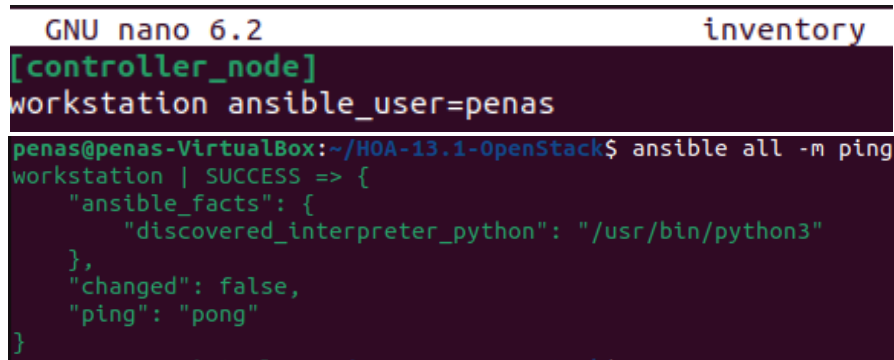 GNU nano 6.2 inventory
[controller_node]
workstation ansible_user=penas
penas@penas-VirtualBox:~/HOA-13.1-OpenStack$ ansible all -m ping
workstation | SUCCESS => {
    "ansible_facts": {
        "discovered_interpreter_python": "/usr/bin/python3"
    },
    "changed": false,
    "ping": "pong"
}